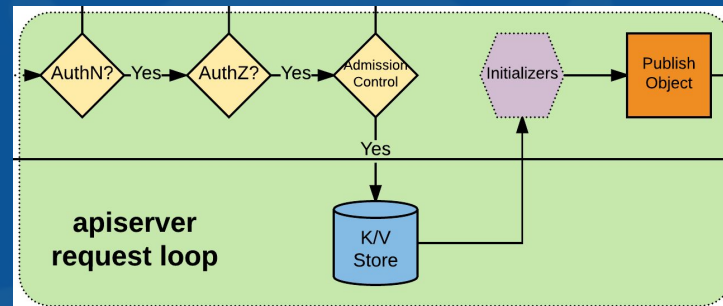 AuthN?
Yes
AuthZ?
Yes
Admission
Control
Initializers
Publish
Object
Yes
K/V
Store
apiserver
request loop